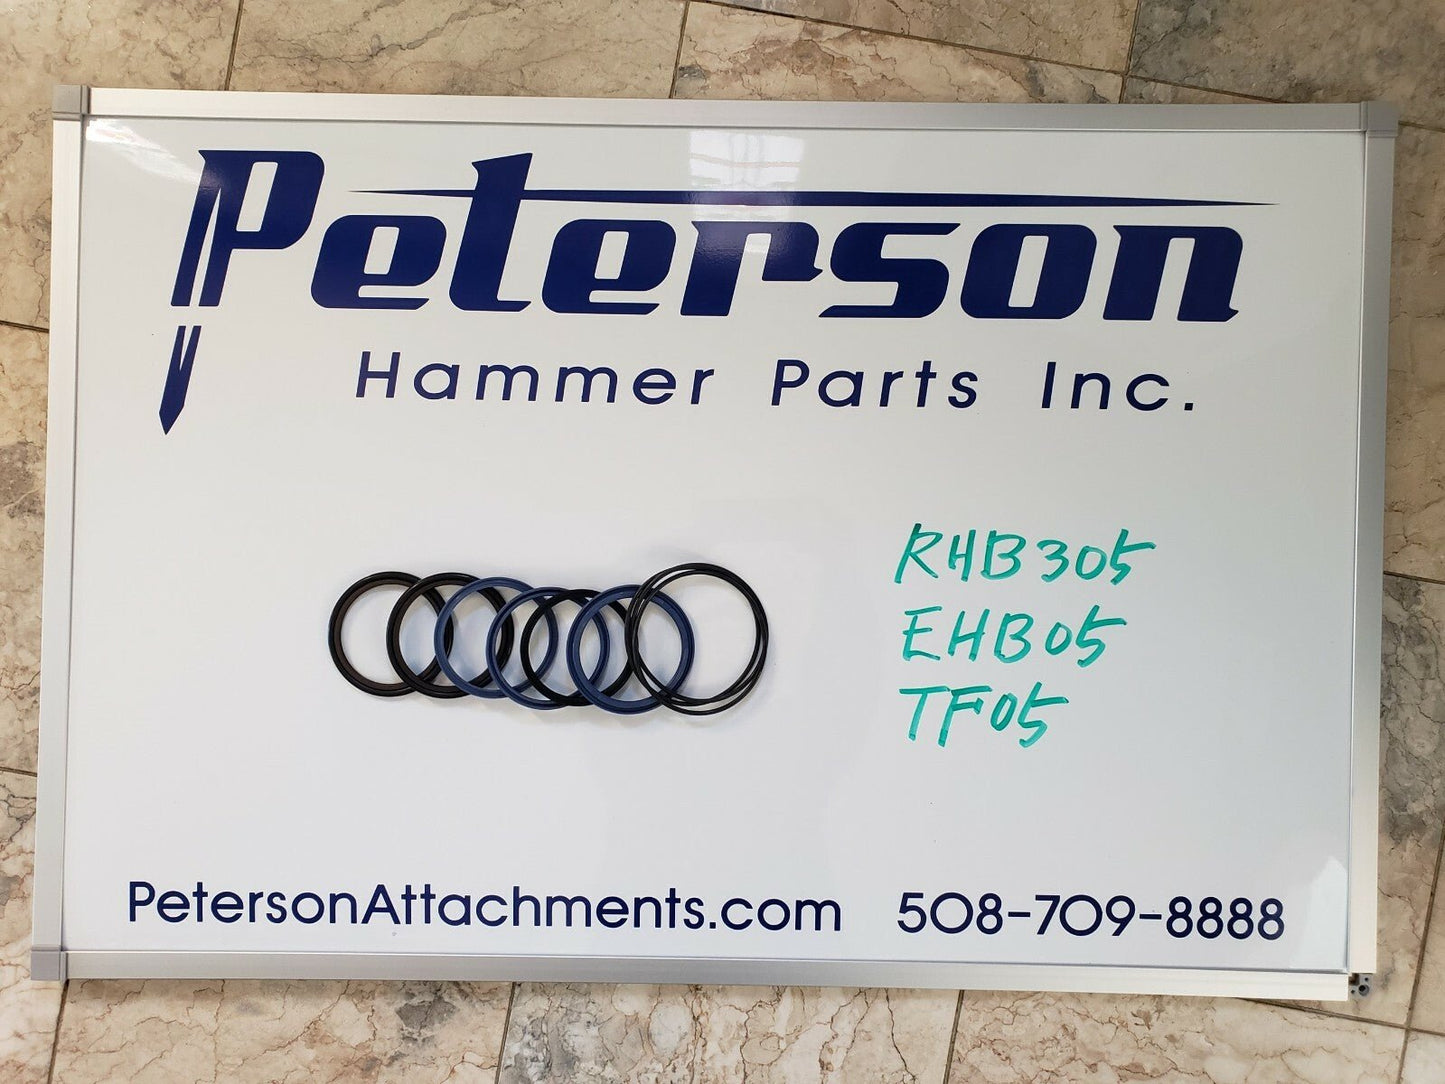 Peterson
Hammer Parts Inc.
RHB305
EHB05
TF05
PetersonAttachments.com 508-709-8888